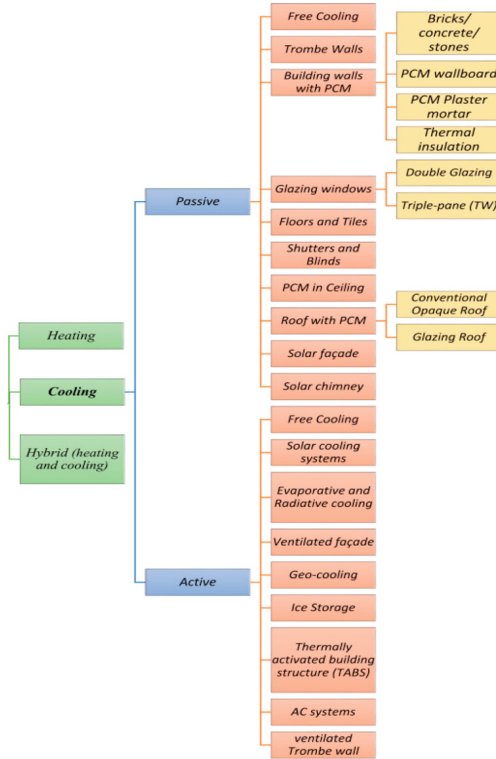 Heating
Cooling
Hybrid (heating
and cooling)
Passive
Free Cooling
Trombe Walls
Building walls
with PCM
Bricks/
concrete/
stones
PCM wallboard
PCM Plaster
mortar
Thermal
insulation
Glazing windows
Double Glazing
Triple-pane (TW)
Floors and Tiles
Shutters and
Blinds
PCM in Ceiling
Roof with PCM
Conventional
Opaque Roof
Glazing Roof
Solar façade
Solar chimney
Active
Free Cooling
Solar cooling
systems
Evaporative and
Radiative cooling
Ventilated façade
Geo-cooling
Ice Storage
Thermally
activated building
structure (TABS)
AC systems
ventilated
Trombe wall